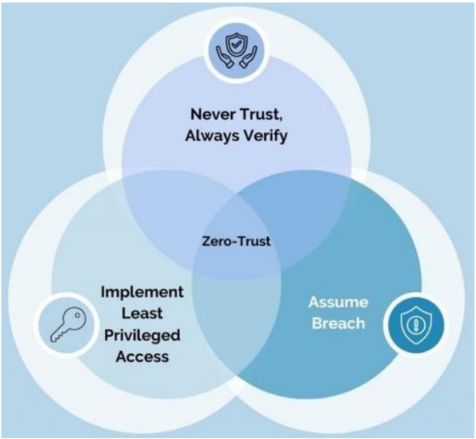 Never Trust,
Always Verify
Zero-Trust
Implement
Least
Privileged
Access
Assume
Breach